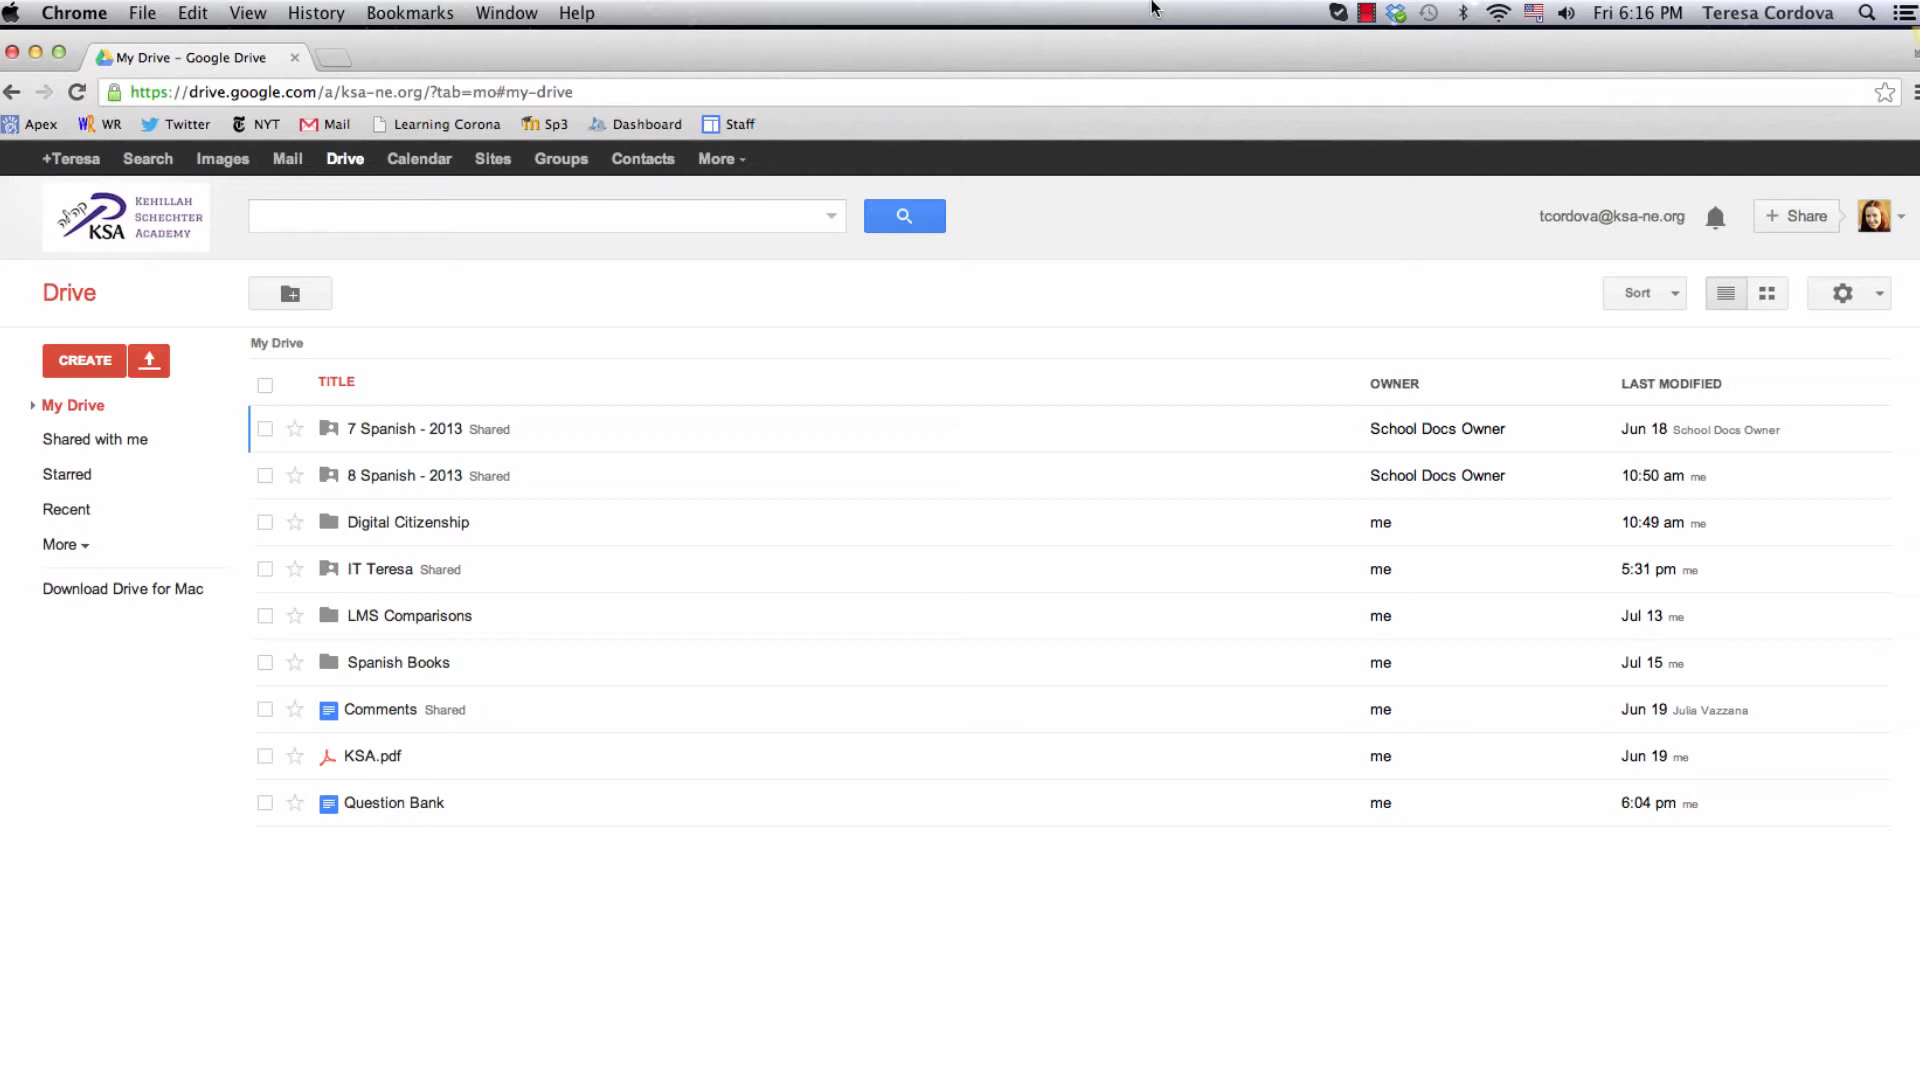 Chrome File Edit View History Bookmarks Window Help Fri 6:16 PM Teresa Cordova
My Drive - Google Drive
https://drive.google.com/a/ksa-ne.org/?tab=mo#my-drive
Apex WR Twitter NYT Mail Learning Corona Sp3 Dashboard Staff
+Teresa Search Images Mail Drive Calendar Sites Groups Contacts More
קהילה KSA
KEHILLAH
SCHECHTER
ACADEMY
tcordova@ksa-ne.org + Share
Drive Sort
My Drive
CREATE
TITLE OWNER LAST MODIFIED
My Drive
Shared with me
Starred
Recent
More
Download Drive for Mac
7 Spanish - 2013 Shared School Docs Owner Jun 18 School Docs Owner
8 Spanish - 2013 Shared School Docs Owner 10:50 am me
Digital Citizenship me 10:49 am me
IT Teresa Shared me 5:31 pm me
LMS Comparisons me Jul 13 me
Spanish Books me Jul 15 me
Comments Shared me Jun 19 Julia Vazzana
KSA.pdf me Jun 19 me
Question Bank me 6:04 pm me